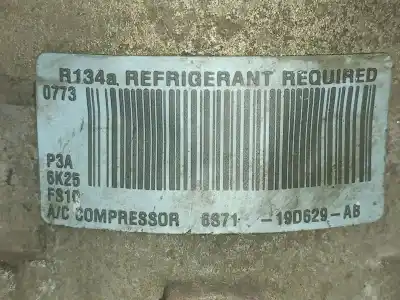 R134a REFRIGERANT REQUIRED
0773
P3A
6K25
FS10
A/C COMPRESSOR 6S71 -19D629-AB